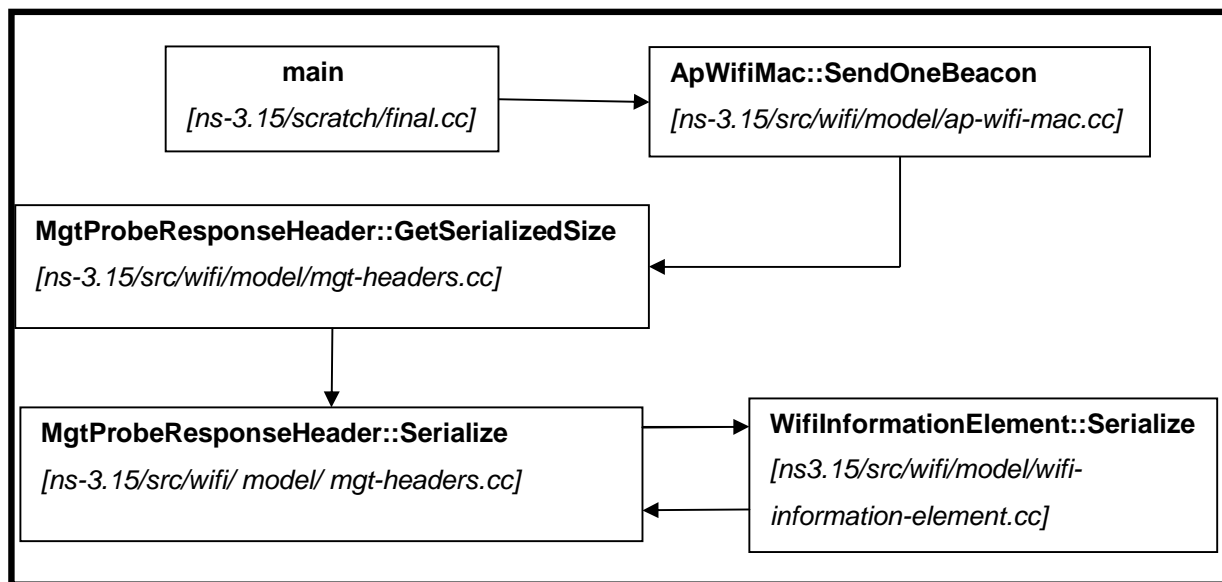 main
[ns-3.15/scratch/final.cc]
ApWifiMac::SendOneBeacon
[ns-3.15/src/wifi/model/ap-wifi-mac.cc]
MgtProbeResponseHeader::GetSerializedSize
[ns-3.15/src/wifi/model/mgt-headers.cc]
MgtProbeResponseHeader::Serialize
[ns-3.15/src/wifi/ model/ mgt-headers.cc]
WifiInformationElement::Serialize
[ns3.15/src/wifi/model/wifi-
information-element.cc]